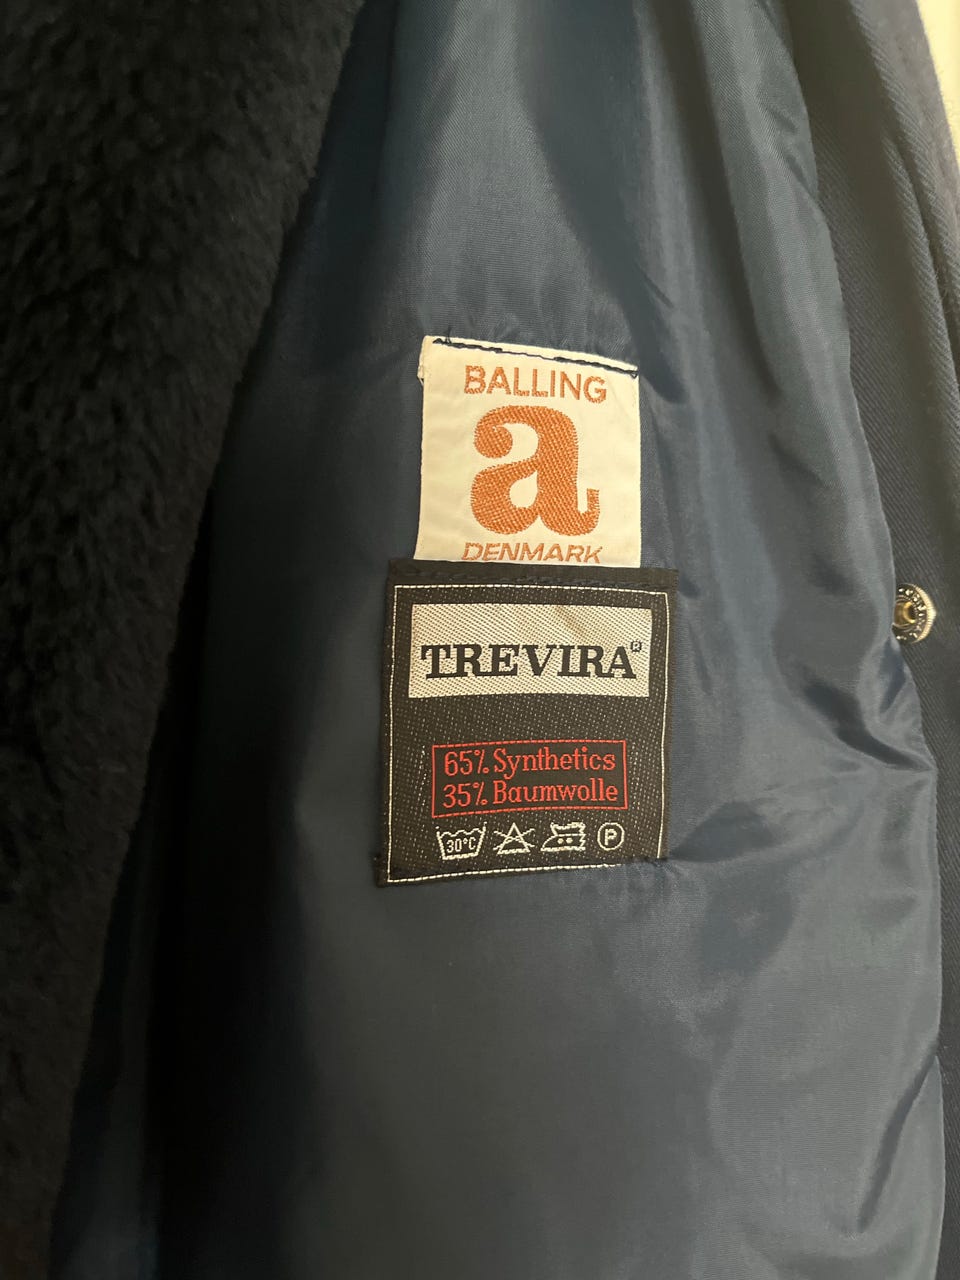 BALLING
a
DENMARK
TREVIRA®
65% Synthetics
35% Baumwolle
30°C P